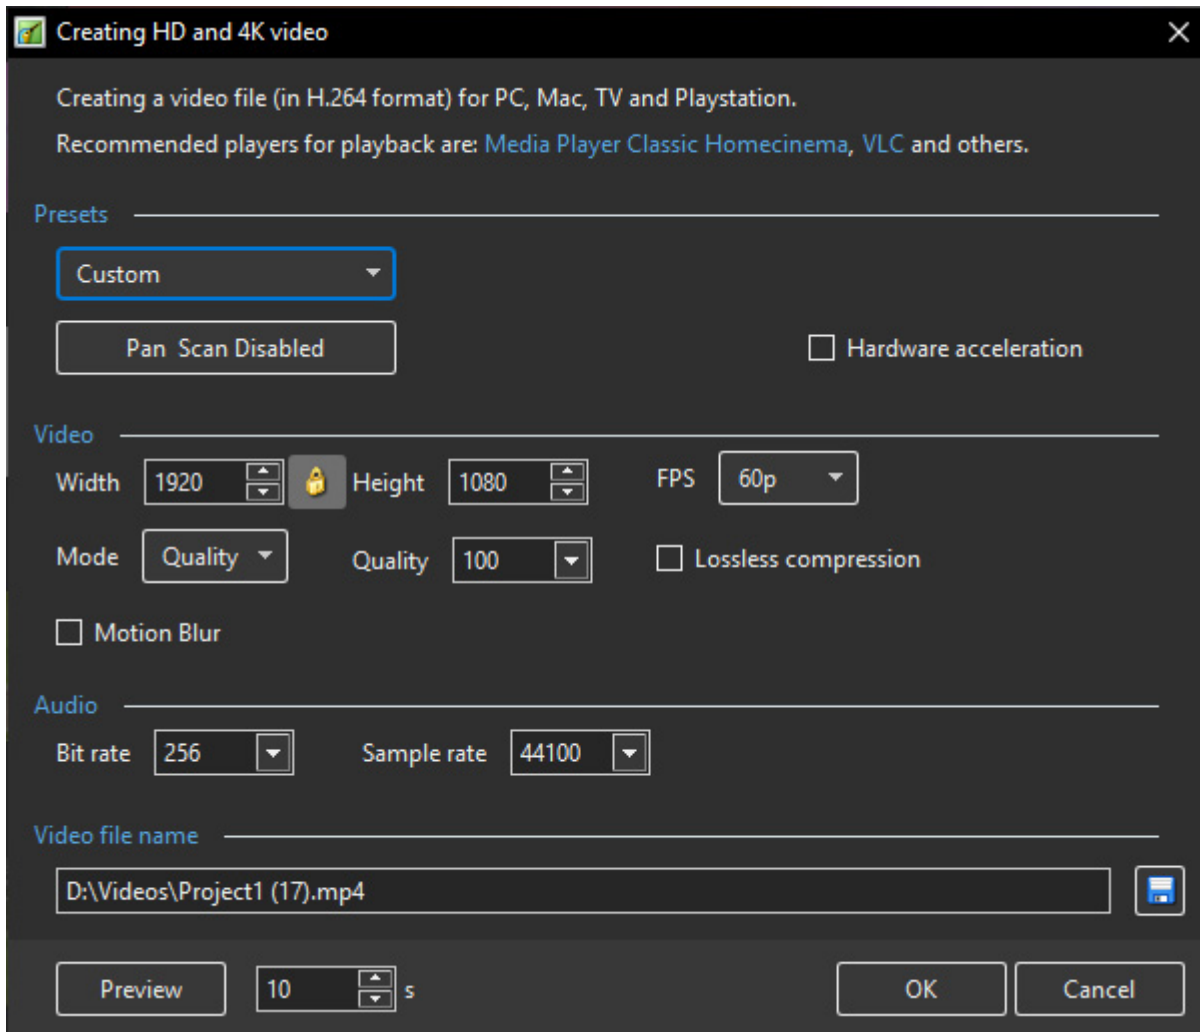 Creating HD and 4K video
Creating a video file (in H.264 format) for PC, Mac, TV and Playstation.
Recommended players for playback are: Media Player Classic Homecinema, VLC and others.
Presets
Custom
Pan Scan Disabled
Hardware acceleration
Video
Width 1920 Height 1080 FPS 60p
Mode Quality Quality 100 Lossless compression
Motion Blur
Audio
Bit rate 256 Sample rate 44100
Video file name
D:\Videos\Project1 (17).mp4
Preview 10 s OK Cancel